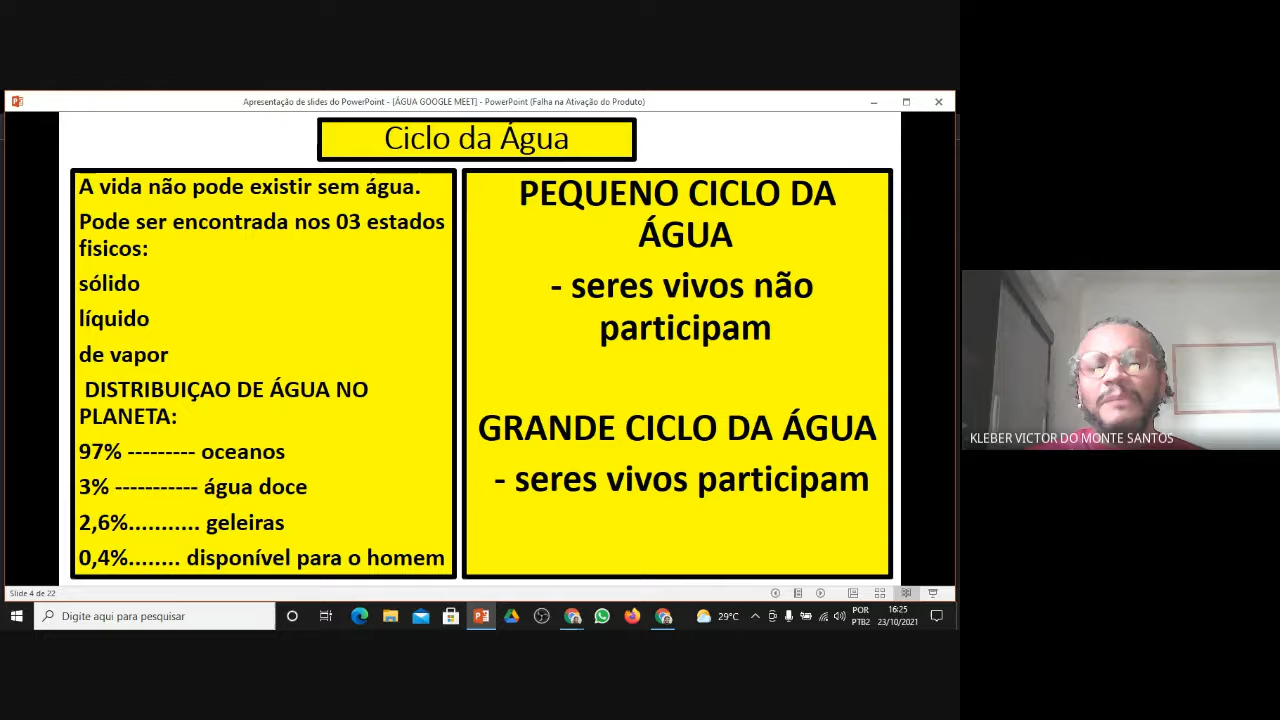 Apresentação de slides do PowerPoint - [ÁGUA GOOGLE MEET] - PowerPoint (Falha na Ativação do Produto)
Ciclo da Água
A vida não pode existir sem água.
Pode ser encontrada nos 03 estados
fisicos:
sólido
líquido
de vapor
DISTRIBUIÇAO DE ÁGUA NO
PLANETA:
97% --------- oceanos
3% ----------- água doce
2,6%........... geleiras
0,4%........ disponível para o homem
PEQUENO CICLO DA
ÁGUA
- seres vivos não
participam
GRANDE CICLO DA ÁGUA
- seres vivos participam
KLEBER VICTOR DO MONTE SANTOS
Slide 4 de 22
Digite aqui para pesquisar
29°C
POR
PTB2
16:25
23/10/2021